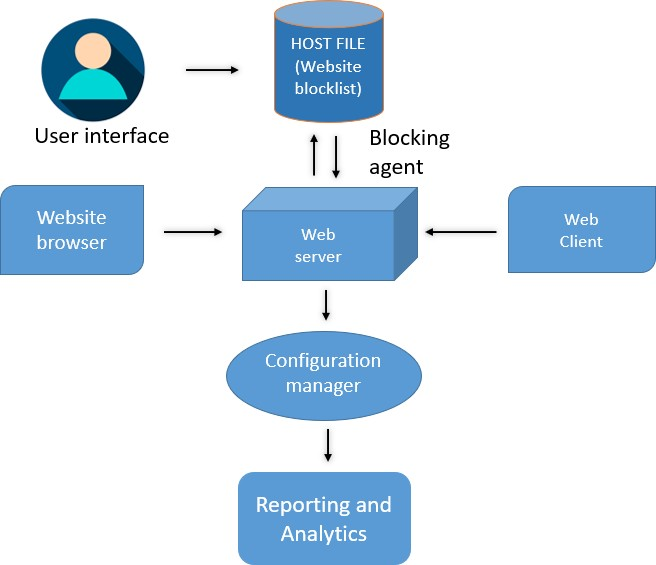 HOST FILE
(Website
blocklist)
User interface
Blocking
agent
Website
browser
Web
server
Web
Client
Configuration
manager
Reporting and
Analytics